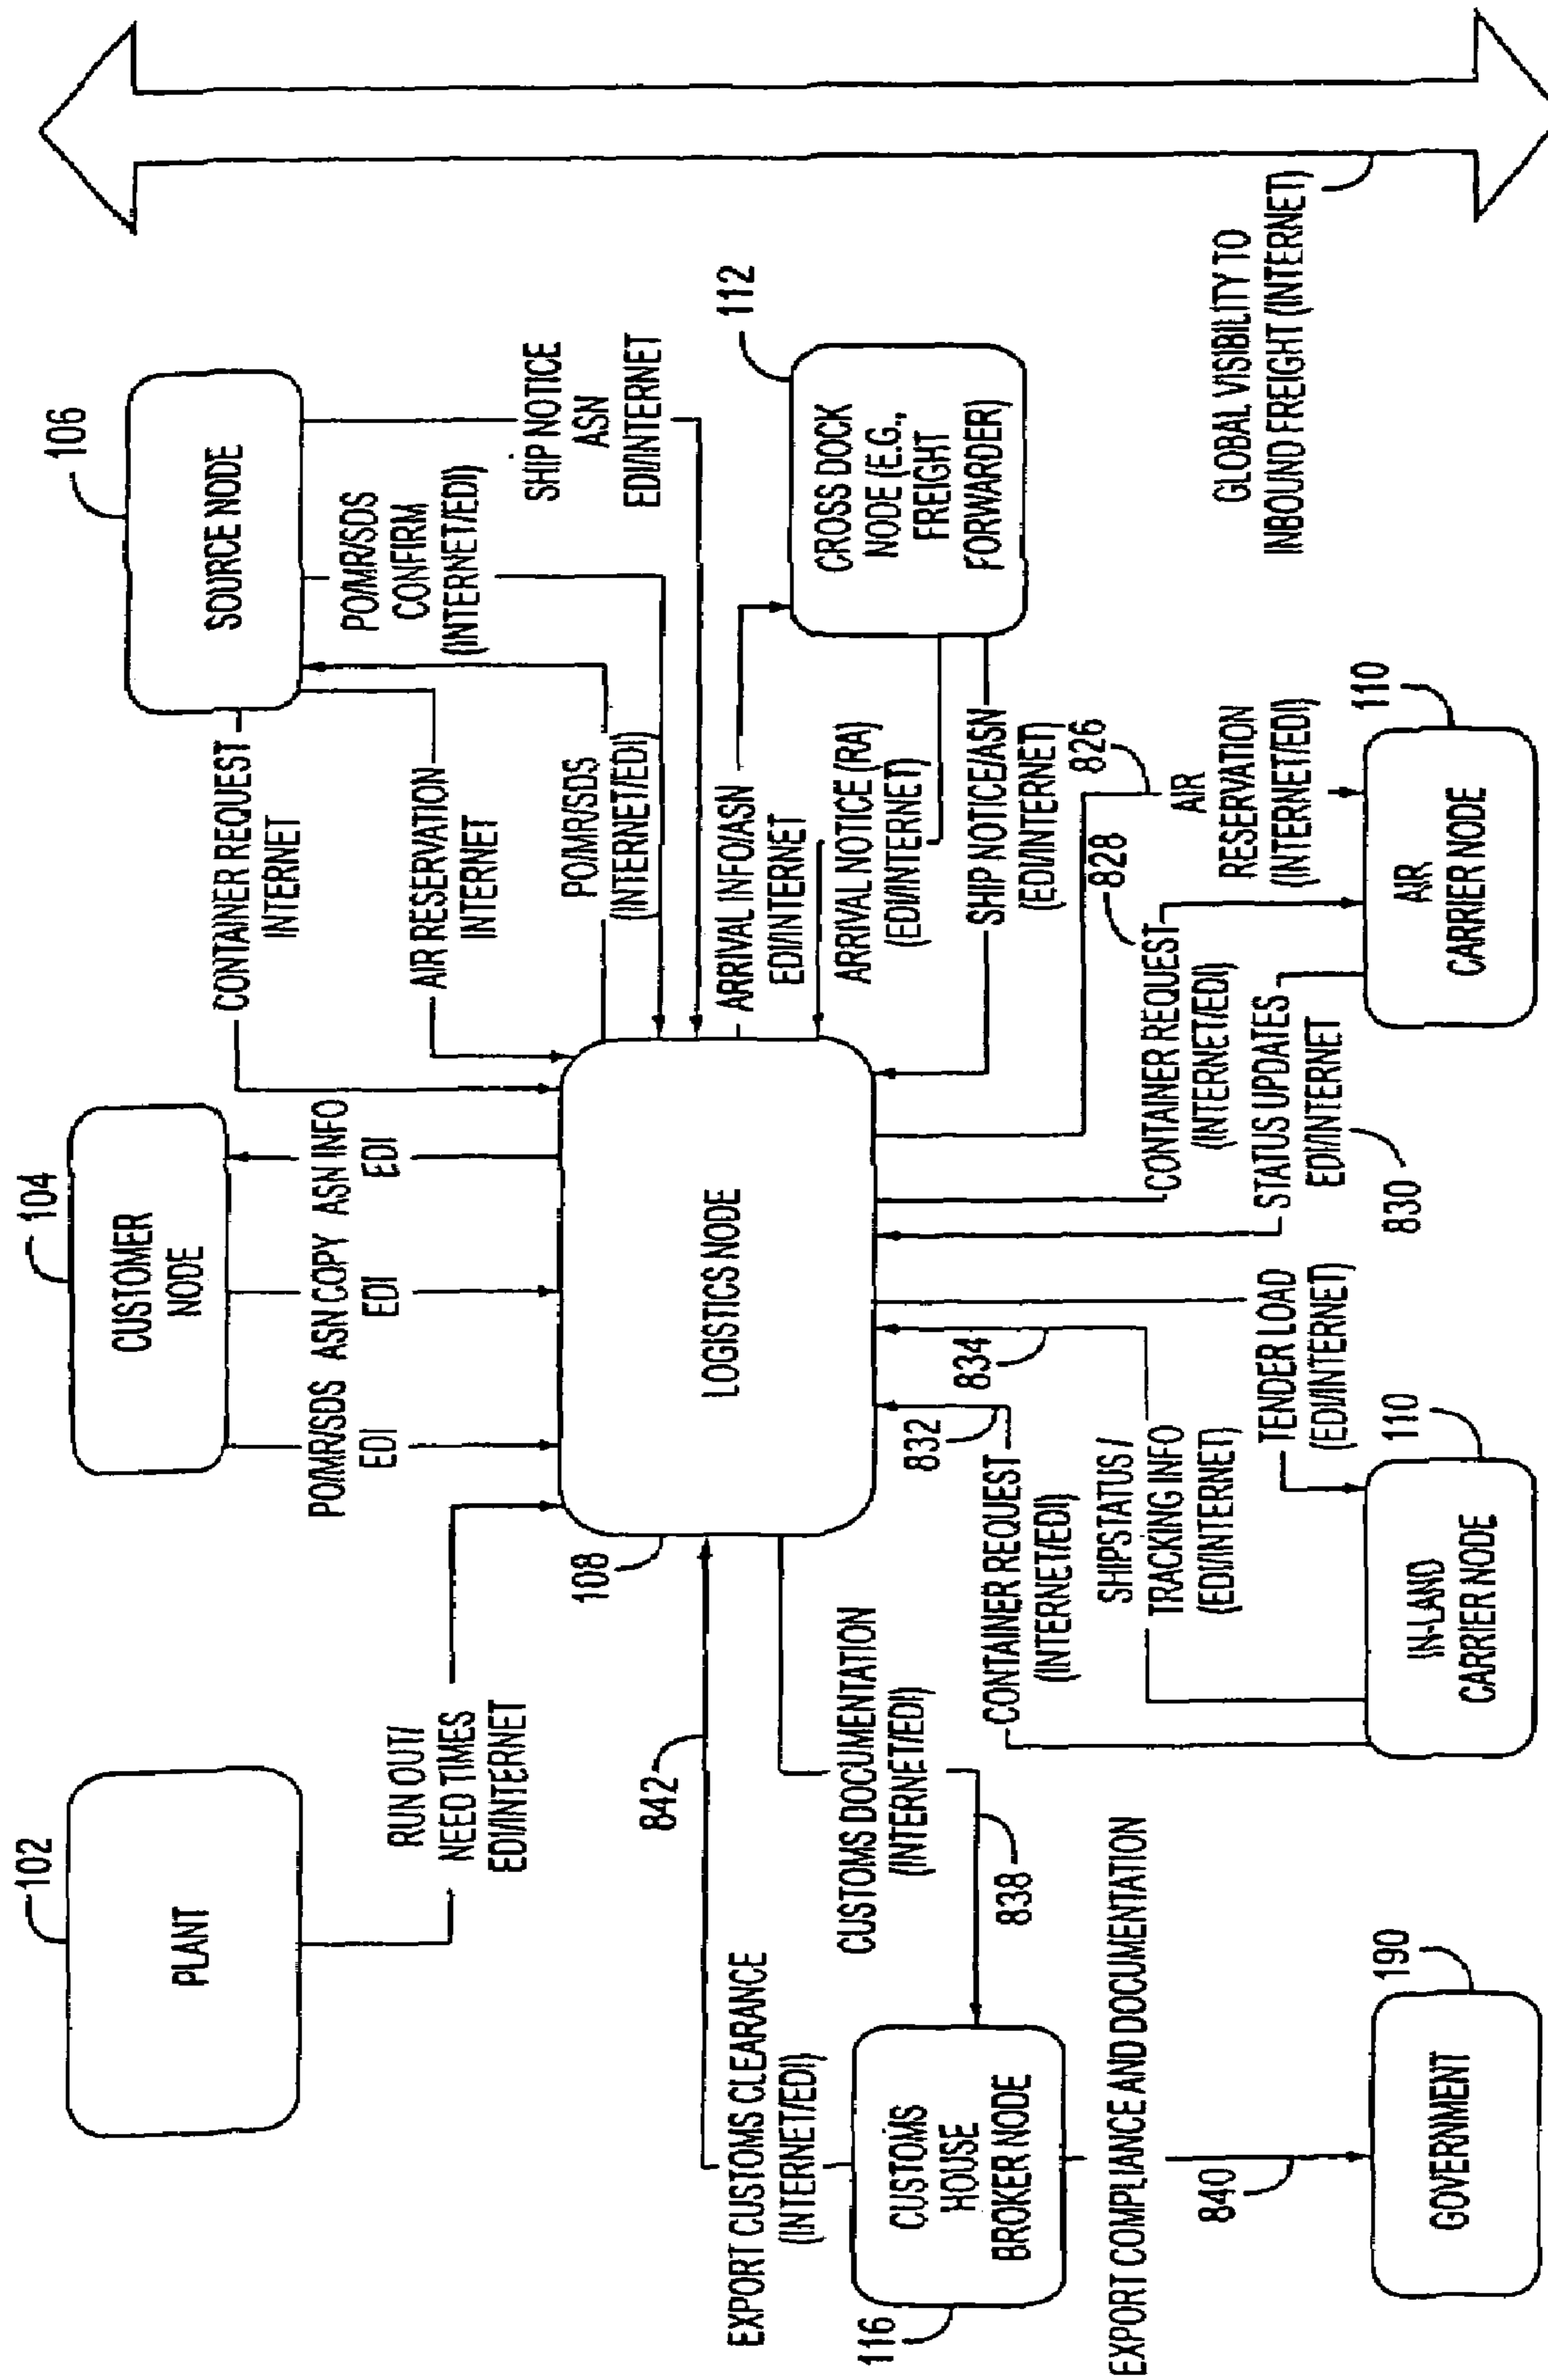 102
PLANT
RUN OUT/
NEED TIMES
EDI/INTERNET
104
CUSTOMER
NODE
PO/MR/SDS
EDI
ASN COPY
EDI
ASN INFO
EDI
106
SOURCE NODE
CONTAINER REQUEST
INTERNET
AIR RESERVATION
INTERNET
PO/MR/SDS
(INTERNET/EDI)
PO/MR/SDS
CONFIRM
(INTERNET/EDI)
SHIP NOTICE
ASN
EDI/INTERNET
108
LOGISTICS NODE
ARRIVAL INFO/ASN
EDI/INTERNET
ARRIVAL NOTICE (RA)
(EDI/INTERNET)
SHIP NOTICE/ASN
(EDI/INTERNET)
112
CROSS DOCK
NODE (E.G.,
FREIGHT
FORWARDER)
842
EXPORT CUSTOMS CLEARANCE
(INTERNET/EDI)
CUSTOMS DOCUMENTATION
(INTERNET/EDI)
838
116
CUSTOMS
HOUSE
BROKER NODE
EXPORT COMPLIANCE AND DOCUMENTATION
840
190
GOVERNMENT
832
CONTAINER REQUEST
(INTERNET/EDI)
834
SHIPSTATUS /
TRACKING INFO
(EDI/INTERNET)
TENDER LOAD
(EDI/INTERNET)
110
IN-LAND
CARRIER NODE
826
AIR
RESERVATION
(INTERNET/EDI)
828
CONTAINER REQUEST
(INTERNET/EDI)
STATUS UPDATES
EDI/INTERNET
830
110
AIR
CARRIER NODE
GLOBAL VISIBILITY TO
INBOUND FREIGHT (INTERNET)